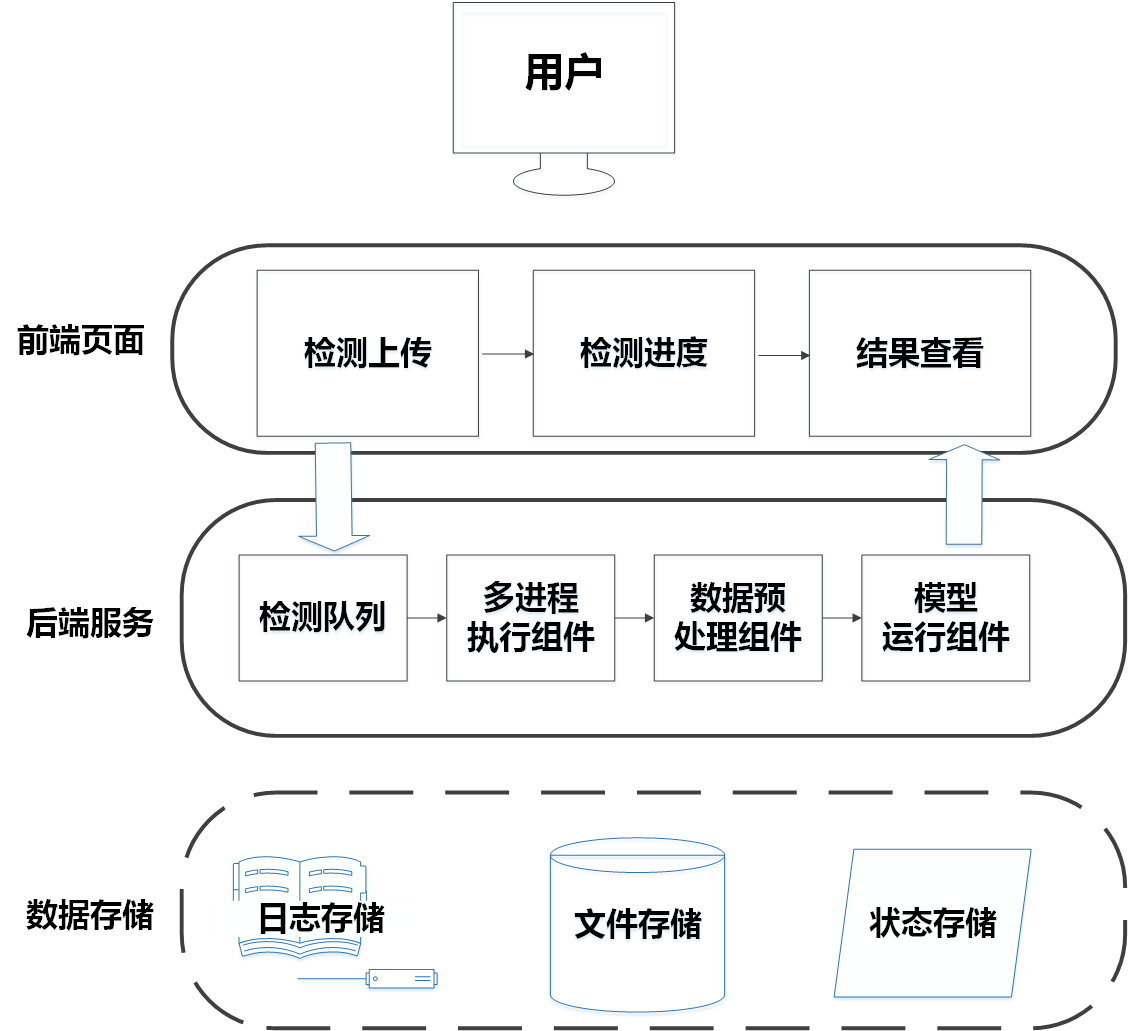 用户
前端页面
检测上传
检测进度
结果查看
后端服务
检测队列
多进程
执行组件
数据预
处理组件
模型
运行组件
数据存储
日志存储
文件存储
状态存储